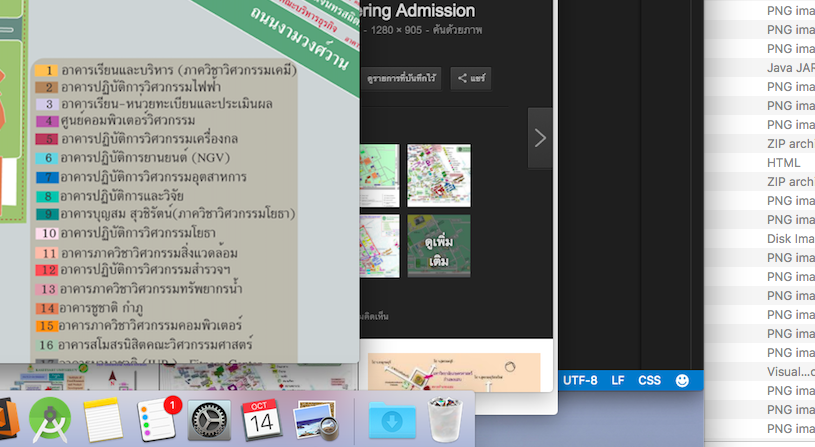 ถนนงามวงศ์วาน
1 อาคารเรียนและบริหาร (ภาควิชาวิศวกรรมเคมี)
2 อาคารปฏิบัติการวิศวกรรมไฟฟ้า
3 อาคารเรียน-หน่วยทะเบียนและประเมินผล
4 ศูนย์คอมพิวเตอร์วิศวกรรม
5 อาคารปฏิบัติการวิศวกรรมเครื่องกล
6 อาคารปฏิบัติการยานยนต์ (NGV)
7 อาคารปฏิบัติการวิศวกรรมอุตสาหการ
8 อาคารปฏิบัติการและวิจัย
9 อาคารบุญสม สุวชิรัตน์(ภาควิชาวิศวกรรมโยธา)
10 อาคารปฏิบัติการวิศวกรรมโยธา
11 อาคารภาควิชาวิศวกรรมสิ่งแวดล้อม
12 อาคารปฏิบัติการวิศวกรรมสำรวจฯ
13 อาคารภาควิชาวิศวกรรมทรัพยากรน้ำ
14 อาคารชูชาติ กำภู
15 อาคารภาควิชาวิศวกรรมคอมพิวเตอร์
16 อาคารสโมสรนิสิตคณะวิศวกรรมศาสตร์
ering Admission
- 1280 × 905 - ค้นด้วยภาพ
ดูรายการที่บันทึกไว้
แชร์
ดูเพิ่ม
เติม
UTF-8 LF CSS
PNG ima
PNG ima
PNG ima
Java JAR
PNG ima
PNG ima
PNG ima
ZIP archi
HTML
ZIP arch
PNG ima
PNG ima
Disk Ima
PNG ima
PNG ima
PNG ima
PNG ima
PNG ima
PNG ima
Visual...c
PNG ima
PNG ima
PNG ima
1
OCT
14